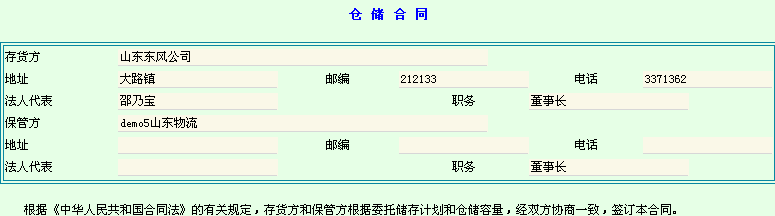 仓 储 合 同
存货方 山东东风公司
地址 大路镇 邮编 212133 电话 3371362
法人代表 邵乃宝 职务 董事长
保管方 demo5山东物流
地址 邮编 电话
法人代表 职务 董事长
根据《中华人民共和国合同法》的有关规定，存货方和保管方根据委托储存计划和仓储容量，经双方协商一致，签订本合同。